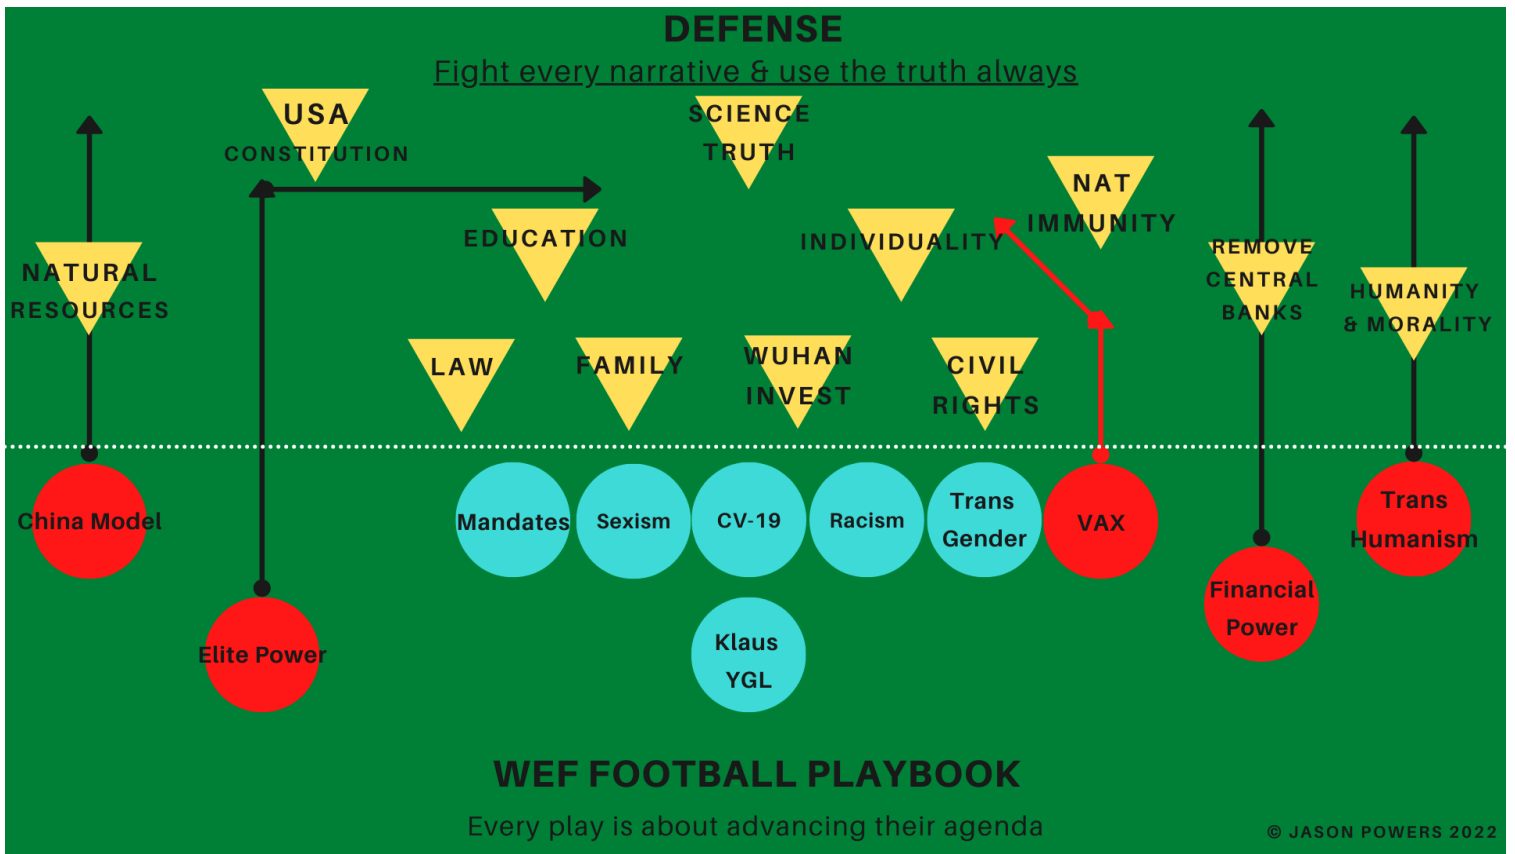 DEFENSE
Fight every narrative & use the truth always
USA
CONSTITUTION
SCIENCE
TRUTH
NAT
IMMUNITY
EDUCATION
INDIVIDUALITY
NATURAL
RESOURCES
REMOVE
CENTRAL
BANKS
HUMANITY
& MORALITY
LAW
FAMILY
WUHAN
INVEST
CIVIL
RIGHTS
China Model
Mandates
Sexism
CV-19
Racism
Trans
Gender
VAX
Trans
Humanism
Elite Power
Klaus
YGL
Financial
Power
WEF FOOTBALL PLAYBOOK
Every play is about advancing their agenda
© JASON POWERS 2022